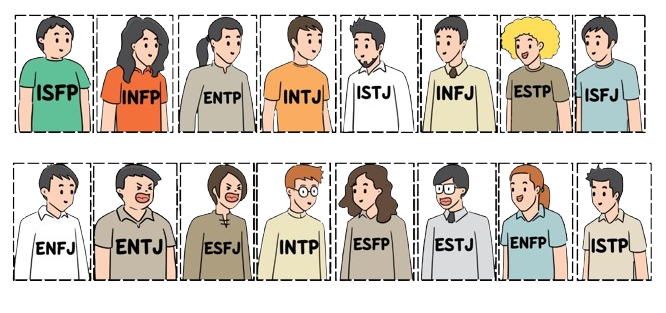 ISFP INFP ENTP INTJ ISTJ INFJ ESTP ISFJ
ENFJ ENTJ ESFJ INTP ESFP ESTJ ENFP ISTP